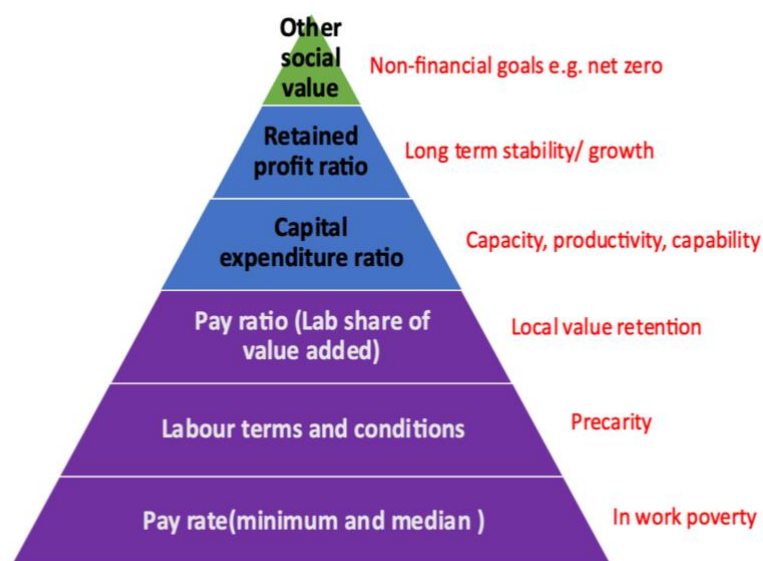 Other
social
value
Non-financial goals e.g. net zero
Retained
profit ratio
Long term stability/ growth
Capital
expenditure ratio
Capacity, productivity, capability
Pay ratio (Lab share of
value added)
Local value retention
Labour terms and conditions
Precarity
Pay rate(minimum and median )
In work poverty